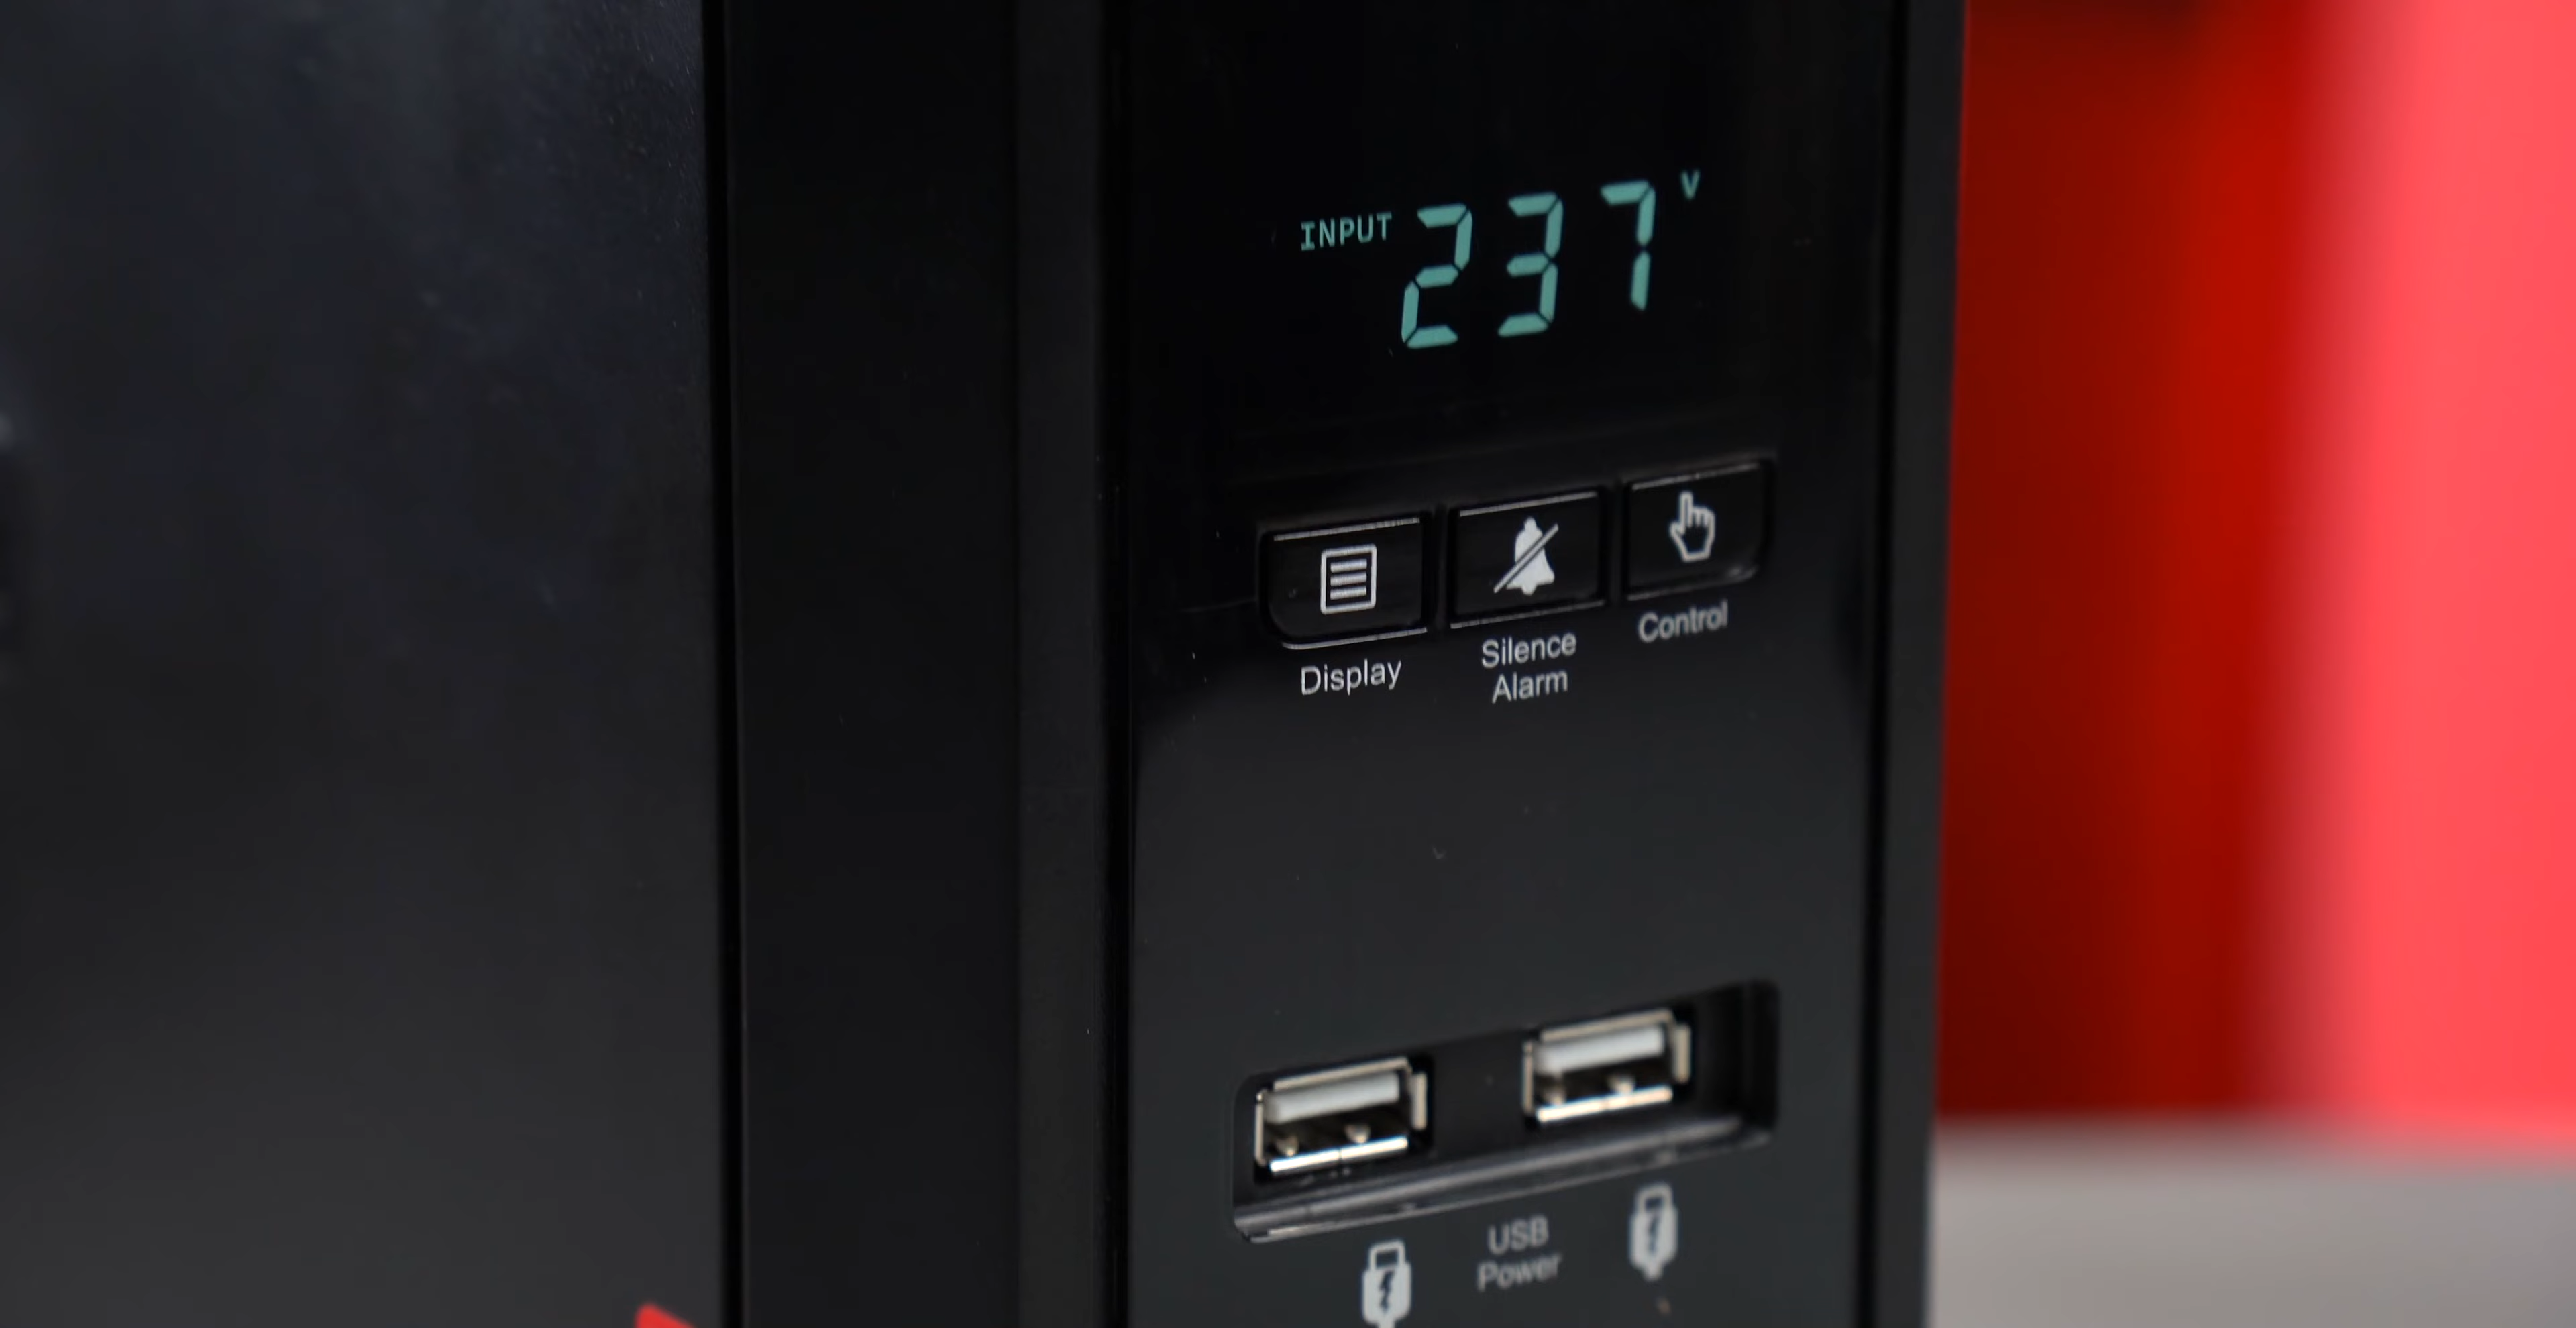 INPUT 237 V
Display
Silence
Alarm
Control
USB
Power